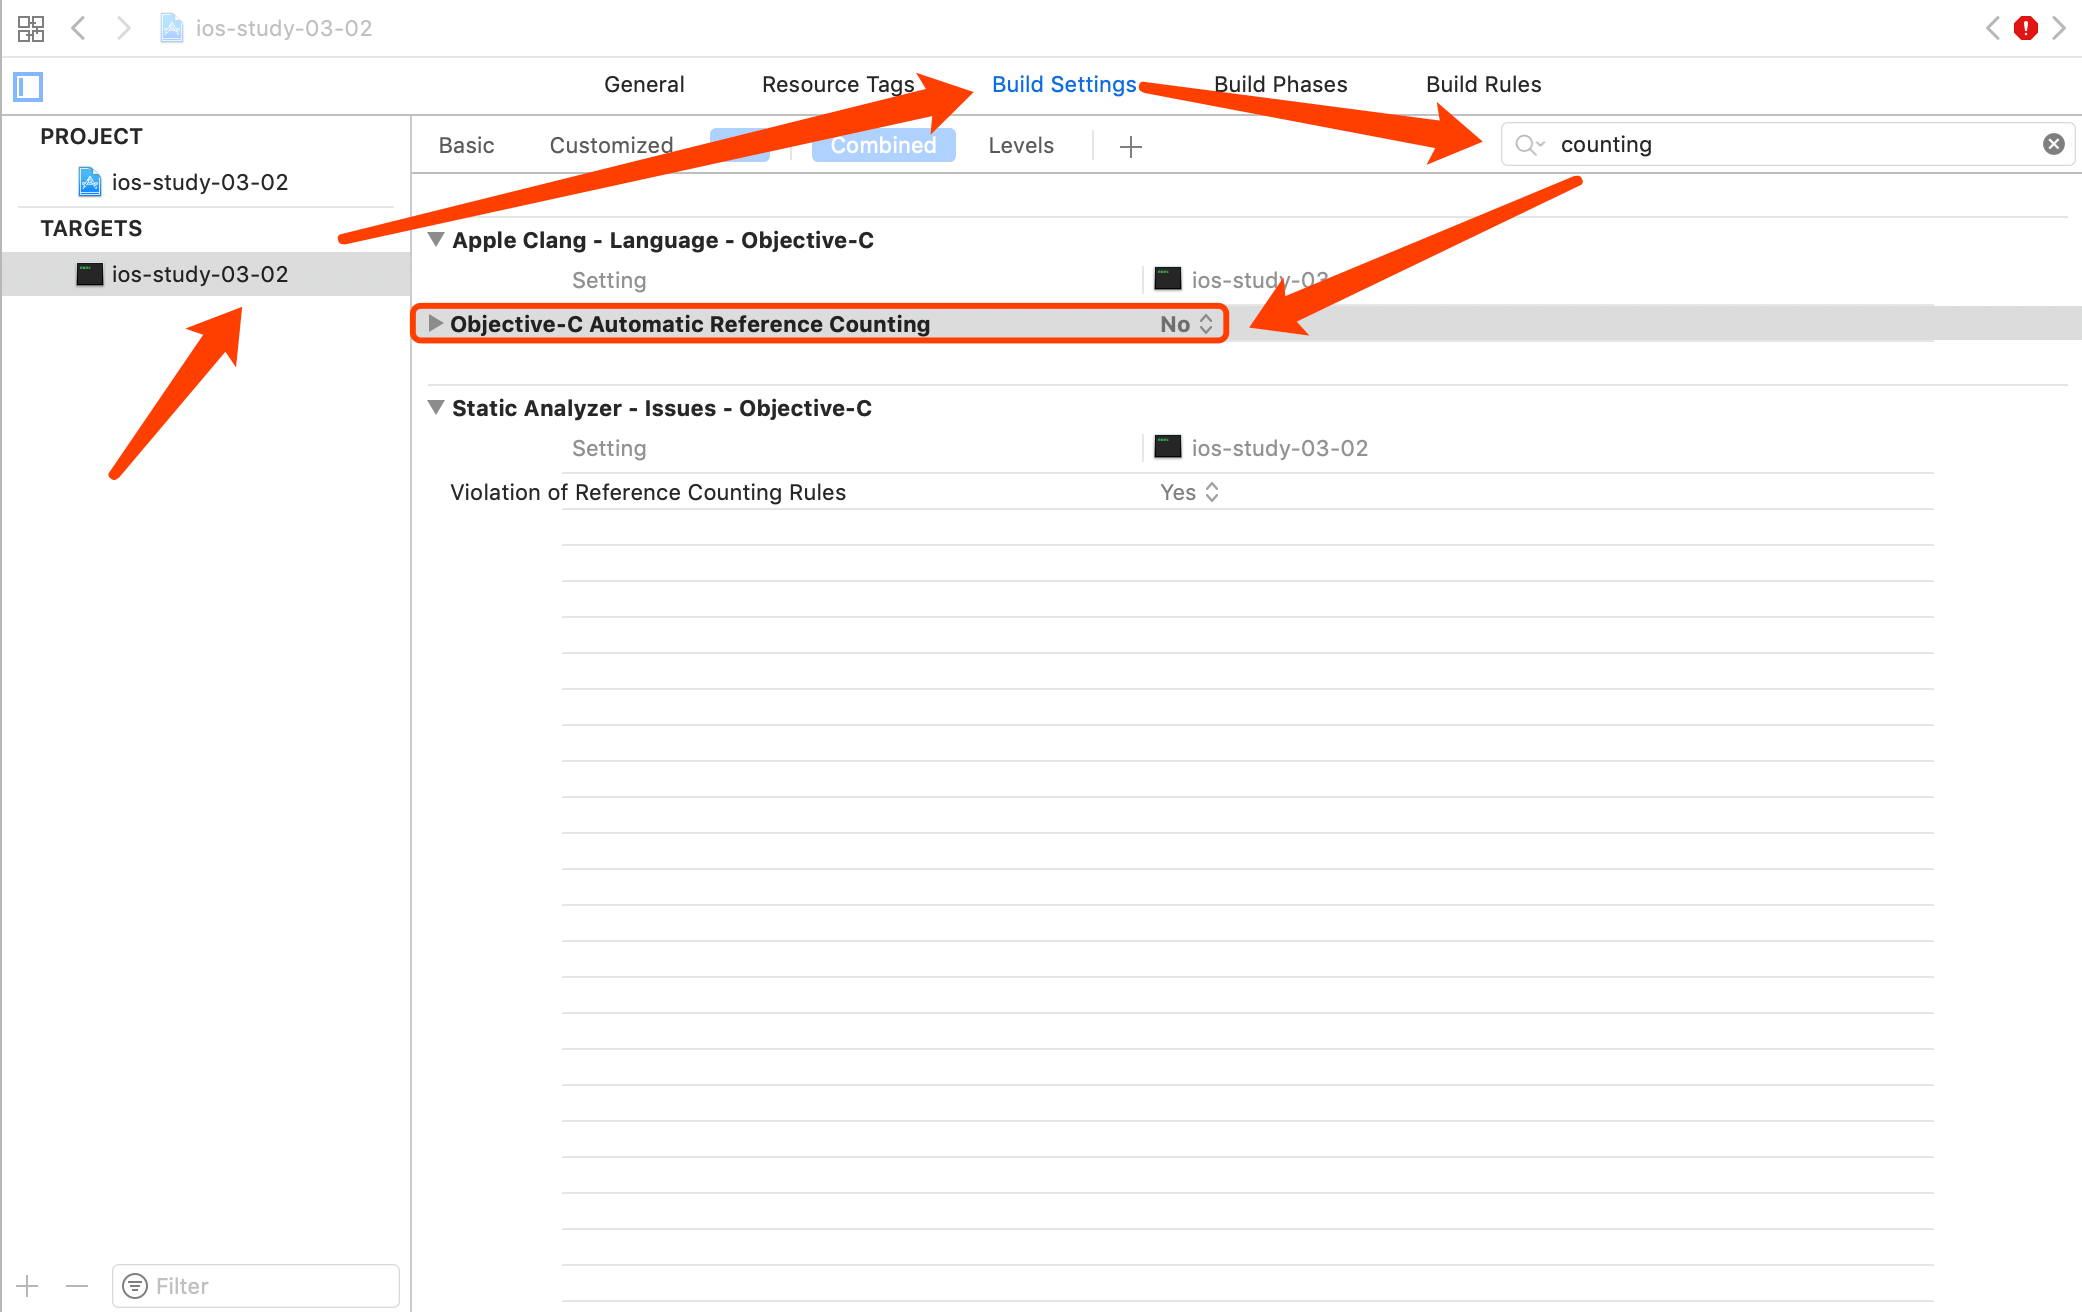 ios-study-03-02
General Resource Tags Build Settings Build Phases Build Rules
PROJECT
ios-study-03-02
TARGETS
ios-study-03-02
Basic Customized Combined Levels
counting
Apple Clang - Language - Objective-C
Setting ios-study-03
Objective-C Automatic Reference Counting No
Static Analyzer - Issues - Objective-C
Setting ios-study-03-02
Violation of Reference Counting Rules Yes
Filter